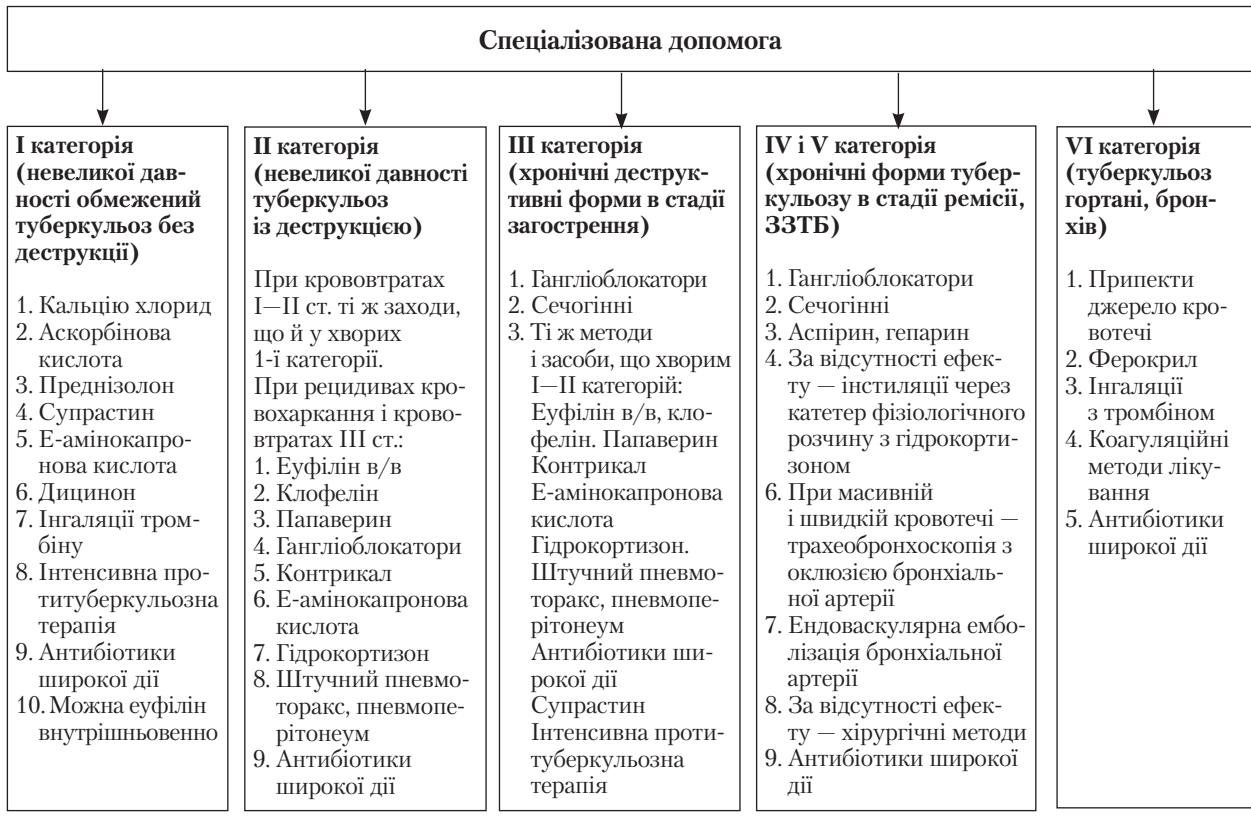 Спеціалізована допомога
I категорія
(невеликої дав-
ності обмежений
туберкульоз без
деструкції)
1. Кальцію хлорид
2. Аскорбінова
кислота
3. Преднізолон
4. Супрастин
5. Е-амінокапро-
нова кислота
6. Дицинон
7. Інгаляції тром-
біну
8. Інтенсивна про-
титуберкульозна
терапія
9. Антибіотики
широкої дії
10. Можна еуфілін
внутрішньовенно
II категорія
(невеликої давності
туберкульоз
із деструкцією)
При крововтратах
I—II ст. ті ж заходи,
що й у хворих
1-ї категорії.
При рецидивах кро-
вохаркання і крово-
втратах III ст.:
1. Еуфілін в/в
2. Клофелін
3. Папаверин
4. Гангліоблокатори
5. Контрикал
6. Е-амінокапронова
кислота
7. Гідрокортизон
8. Штучний пневмо-
торакс, пневмопе-
рітонеум
9. Антибіотики
широкої дії
III категорія
(хронічні деструк-
тивні форми в стадії
загострення)
1. Гангліоблокатори
2. Сечогінні
3. Ті ж методи
і засоби, що хворим
I—II категорій:
Еуфілін в/в, кло-
фелін. Папаверин
Контрикал
Е-амінокапронова
кислота
Гідрокортизон.
Штучний пневмо-
торакс, пневмопе-
рітонеум
Антибіотики ши-
рокої дії
Супрастин
Інтенсивна проти-
туберкульозна
терапія
IV і V категорія
(хронічні форми тубер-
кульозу в стадії ремісії,
ЗЗТБ)
1. Гангліоблокатори
2. Сечогінні
3. Аспірин, гепарин
4. За відсутності ефек-
ту — інстиляції через
катетер фізіологічного
розчину з гідрокорти-
зоном
6. При масивній
і швидкій кровотечі —
трахеобронхоскопія з
оклюзією бронхіаль-
ної артерії
7. Ендоваскулярна ембо-
лізація бронхіальної
артерії
8. За відсутності ефек-
ту — хірургічні методи
9. Антибіотики широкої
дії
VI категорія
(туберкульоз
гортані, брон-
хів)
1. Припекти
джерело кро-
вотечі
2. Ферокрил
3. Інгаляції
з тромбіном
4. Коагуляційні
методи ліку-
вання
5. Антибіотики
широкої дії